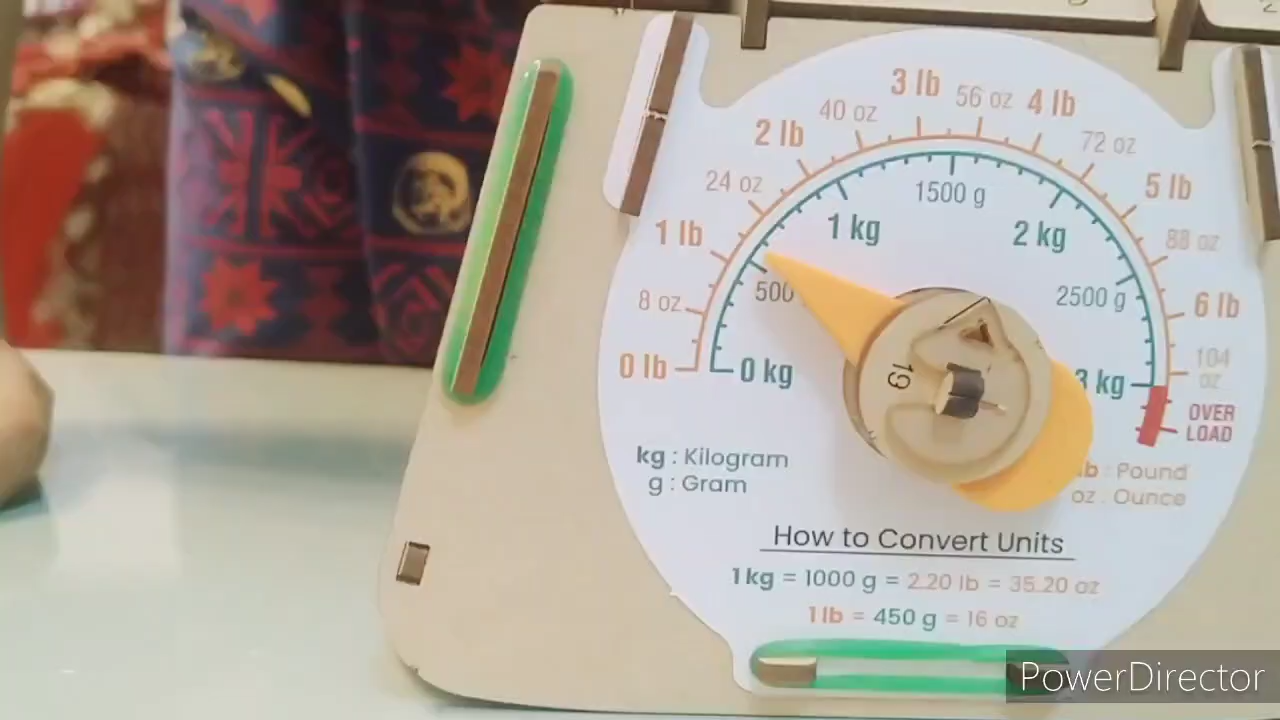 3 lb
56 oz
4 lb
40 oz
2 lb
72 oz
24 oz
1500 g
5 lb
1 lb
1 kg
2 kg
88 oz
8 oz
500
2500 g
6 lb
0 lb
0 kg
3 kg
104
oz
OVER
LOAD
19
kg : Kilogram
g : Gram
lb : Pound
oz : Ounce
How to Convert Units
1 kg = 1000 g = 2.20 lb = 35.20 oz
1 lb = 450 g = 16 oz
PowerDirector